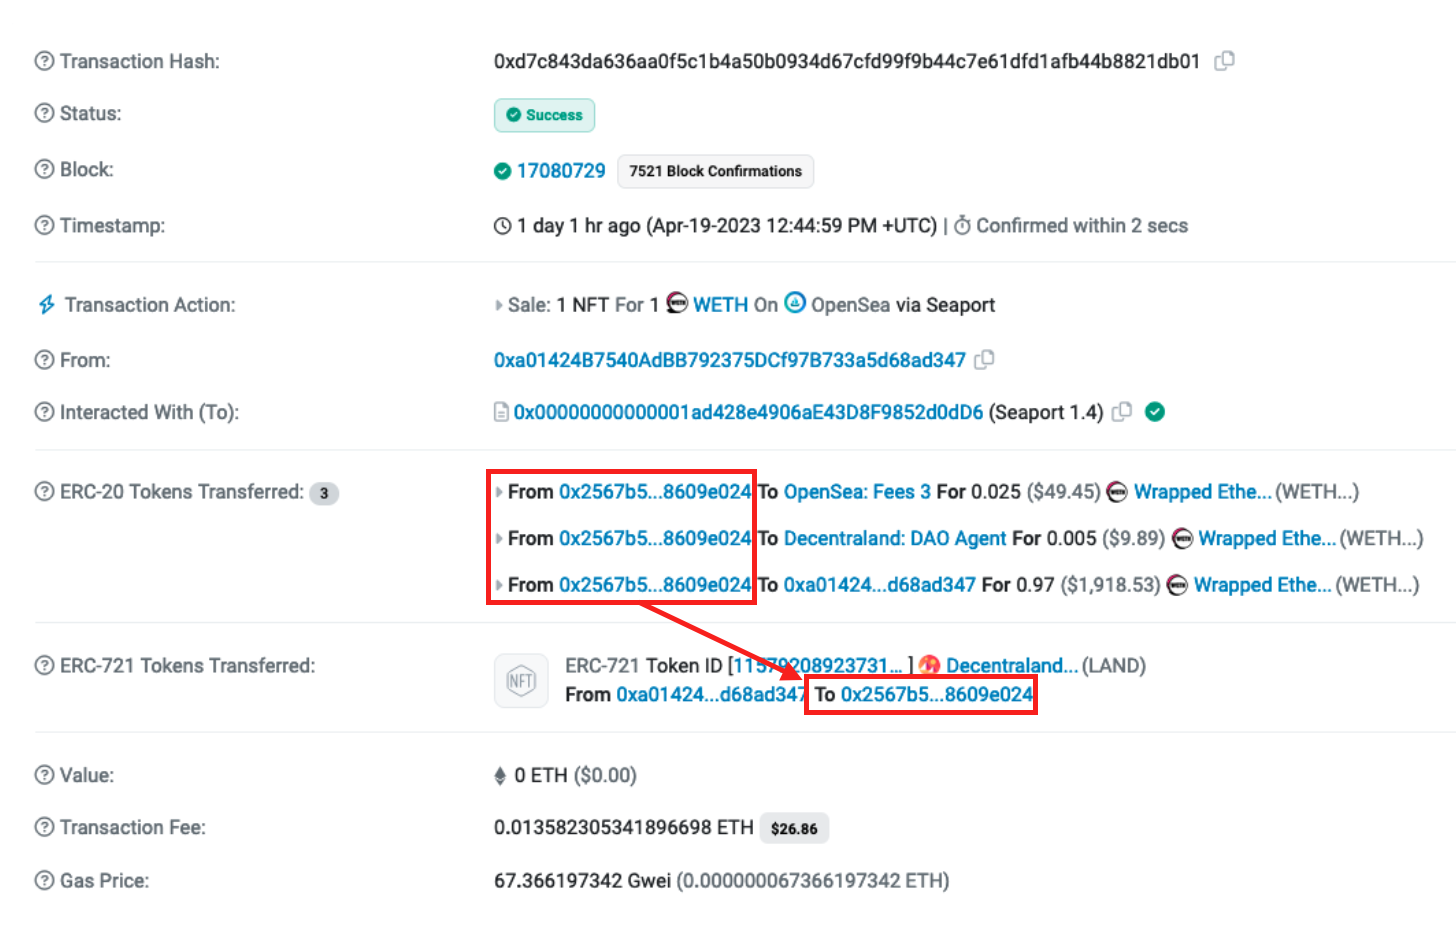 Transaction Hash: 0xd7c843da636aa0f5c1b4a50b0934d67cfd99f9b44c7e61dfd1afb44b8821db01
Status: Success
Block: 17080729 7521 Block Confirmations
Timestamp: 1 day 1 hr ago (Apr-19-2023 12:44:59 PM +UTC) | Confirmed within 2 secs
Transaction Action: Sale: 1 NFT For 1 WETH On OpenSea via Seaport
From: 0xa01424B7540AdBB792375DCf97B733a5d68ad347
Interacted With (To): 0x00000000000001ad428e4906aE43D8F9852d0dD6 (Seaport 1.4)
ERC-20 Tokens Transferred: 3 From 0x2567b5...8609e024 To OpenSea: Fees 3 For 0.025 ($49.45) Wrapped Ethe... (WETH...)
From 0x2567b5...8609e024 To Decentraland: DAO Agent For 0.005 ($9.89) Wrapped Ethe... (WETH...)
From 0x2567b5...8609e024 To 0xa01424...d68ad347 For 0.97 ($1,918.53) Wrapped Ethe... (WETH...)
ERC-721 Tokens Transferred: NFT ERC-721 Token ID [11579208923731... ] Decentraland... (LAND)
From 0xa01424...d68ad347 To 0x2567b5...8609e024
Value: 0 ETH ($0.00)
Transaction Fee: 0.013582305341896698 ETH $26.86
Gas Price: 67.366197342 Gwei (0.000000067366197342 ETH)